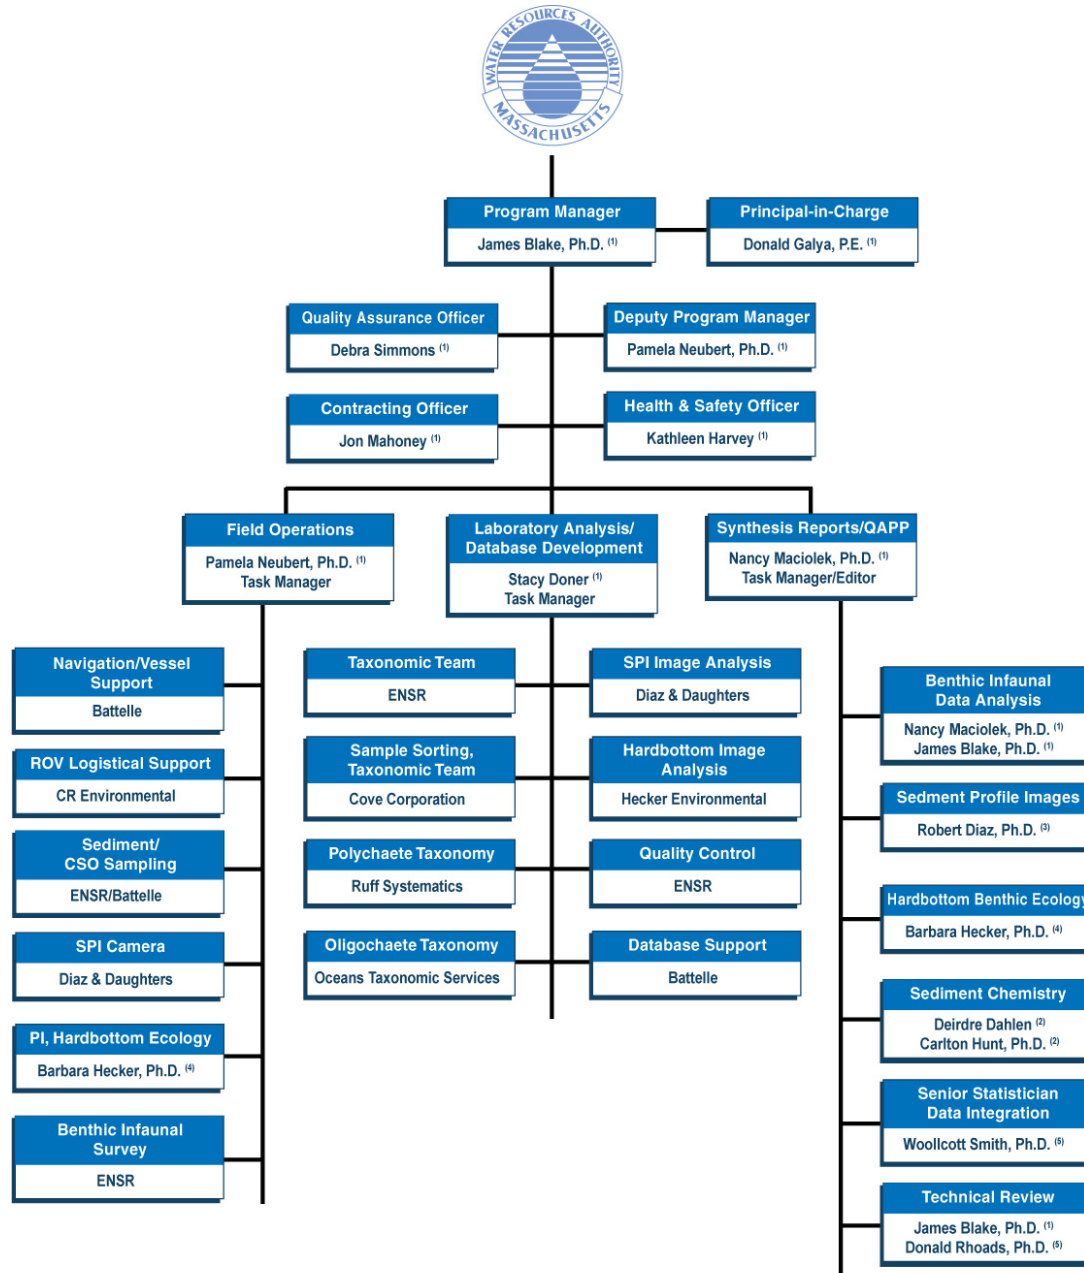 WATER RESOURCES AUTHORITY
MASSACHUSETTS
Program Manager
James Blake, Ph.D. (1)
Principal-in-Charge
Donald Galya, P.E. (1)
Quality Assurance Officer
Debra Simmons (1)
Deputy Program Manager
Pamela Neubert, Ph.D. (1)
Contracting Officer
Jon Mahoney (1)
Health & Safety Officer
Kathleen Harvey (1)
Field Operations
Pamela Neubert, Ph.D. (1)
Task Manager
Laboratory Analysis/
Database Development
Stacy Doner (1)
Task Manager
Synthesis Reports/QAPP
Nancy Maciolek, Ph.D. (1)
Task Manager/Editor
Navigation/Vessel
Support
Battelle
ROV Logistical Support
CR Environmental
Sediment/
CSO Sampling
ENSR/Battelle
SPI Camera
Diaz & Daughters
PI, Hardbottom Ecology
Barbara Hecker, Ph.D. (4)
Benthic Infaunal
Survey
ENSR
Taxonomic Team
ENSR
Sample Sorting,
Taxonomic Team
Cove Corporation
Polychaete Taxonomy
Ruff Systematics
Oligochaete Taxonomy
Oceans Taxonomic Services
SPI Image Analysis
Diaz & Daughters
Hardbottom Image
Analysis
Hecker Environmental
Quality Control
ENSR
Database Support
Battelle
Benthic Infaunal
Data Analysis
Nancy Maciolek, Ph.D. (1)
James Blake, Ph.D. (1)
Sedment Profile Images
Robert Diaz, Ph.D. (3)
Hardbottom Benthic Ecology
Barbara Hecker, Ph.D. (4)
Sediment Chemistry
Deirdre Dahlen (2)
Carlton Hunt, Ph.D. (2)
Senior Statistician
Data Integration
Woollcott Smith, Ph.D. (5)
Technical Review
James Blake, Ph.D. (1)
Donald Rhoads, Ph.D. (5)